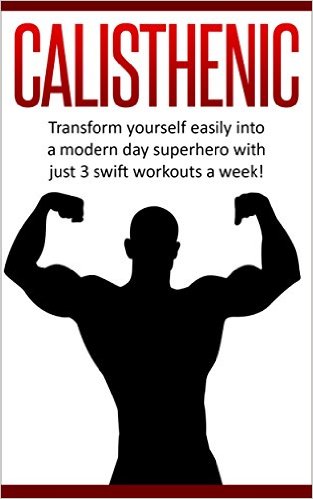 CALISTHENIC
Transform yourself easily into
a modern day superhero with
just 3 swift workouts a week!